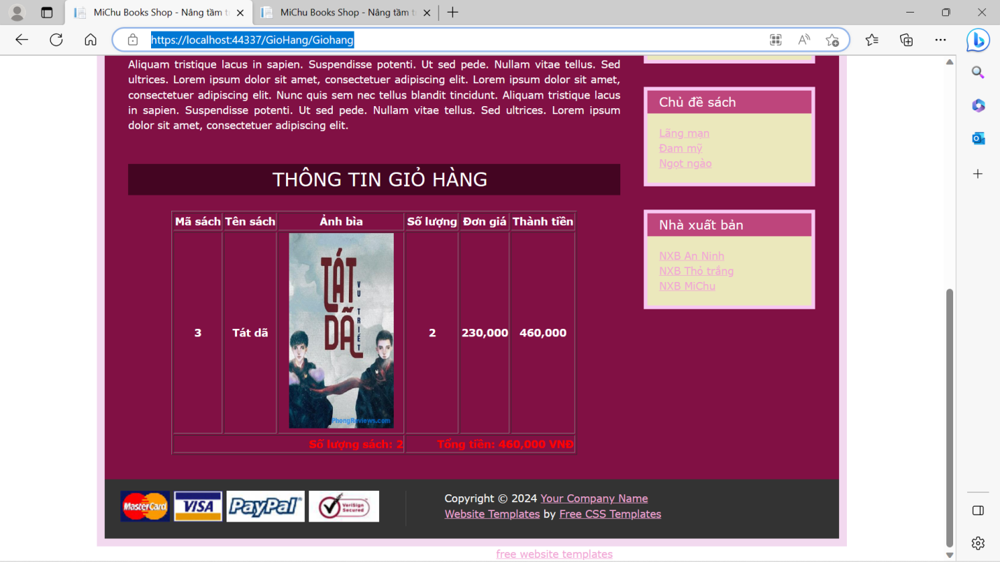 MiChu Books Shop - Nâng tầm t
MiChu Books Shop - Nâng tầm t
https://localhost:44337/GioHang/Giohang
Aliquam tristique lacus in sapien. Suspendisse potenti. Ut sed pede. Nullam vitae tellus. Sed
ultrices. Lorem ipsum dolor sit amet, consectetuer adipiscing elit. Lorem ipsum dolor sit amet,
consectetuer adipiscing elit. Nunc quis sem nec tellus blandit tincidunt. Aliquam tristique lacus
in sapien. Suspendisse potenti. Ut sed pede. Nullam vitae tellus. Sed ultrices. Lorem ipsum
dolor sit amet, consectetuer adipiscing elit.
THÔNG TIN GIỎ HÀNG
Mã sách Tên sách Ảnh bìa Số lượng Đơn giá Thành tiền
TÁT
DÃ
VU TRIẾT
PhongReviews.com
3 Tát dã 2 230,000 460,000
Số lượng sách: 2 Tổng tiền: 460,000 VNĐ
Chủ đề sách
Lãng mạn
Đam mỹ
Ngọt ngào
Nhà xuất bản
NXB An Ninh
NXB Thỏ trắng
NXB MiChu
MasterCard VISA PayPal VeriSign
Secured
Copyright © 2024 Your Company Name
Website Templates by Free CSS Templates
free website templates